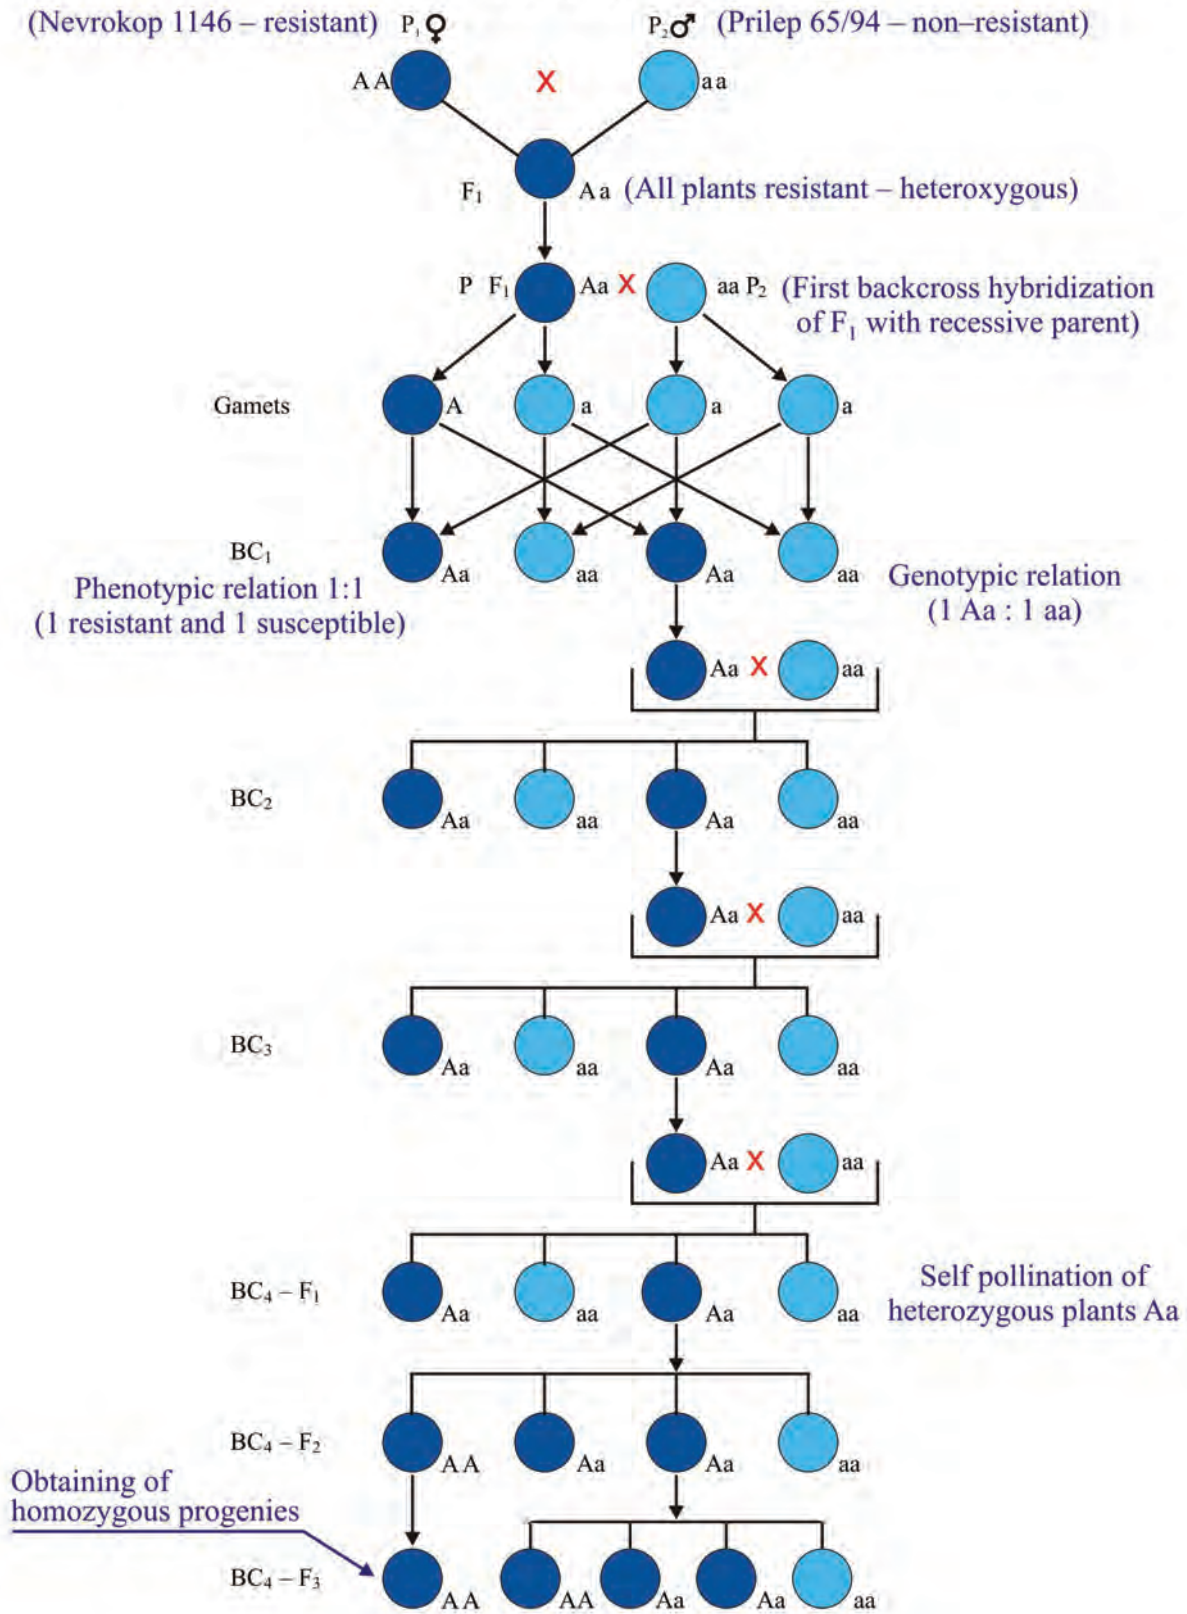 (Nevrokop 1146 – resistant) P₁ ♀ P₂ ♂ (Prilep 65/94 – non–resistant)
A A X a a
F₁ A a (All plants resistant – heteroxygous)
P F₁ Aa X aa P₂ (First backcross hybridization
of F₁ with recessive parent)
Gamets A a a a
BC₁ Aa aa Aa aa
Phenotypic relation 1:1
(1 resistant and 1 susceptible)
Genotypic relation
(1 Aa : 1 aa)
Aa X aa
BC₂ Aa aa Aa aa
Aa X aa
BC₃ Aa aa Aa aa
Aa X aa
BC₄ – F₁ Aa aa Aa aa
Self pollination of
heterozygous plants Aa
BC₄ – F₂ A A Aa Aa aa
Obtaining of
homozygous progenies
BC₄ – F₃ A A AA Aa Aa aa